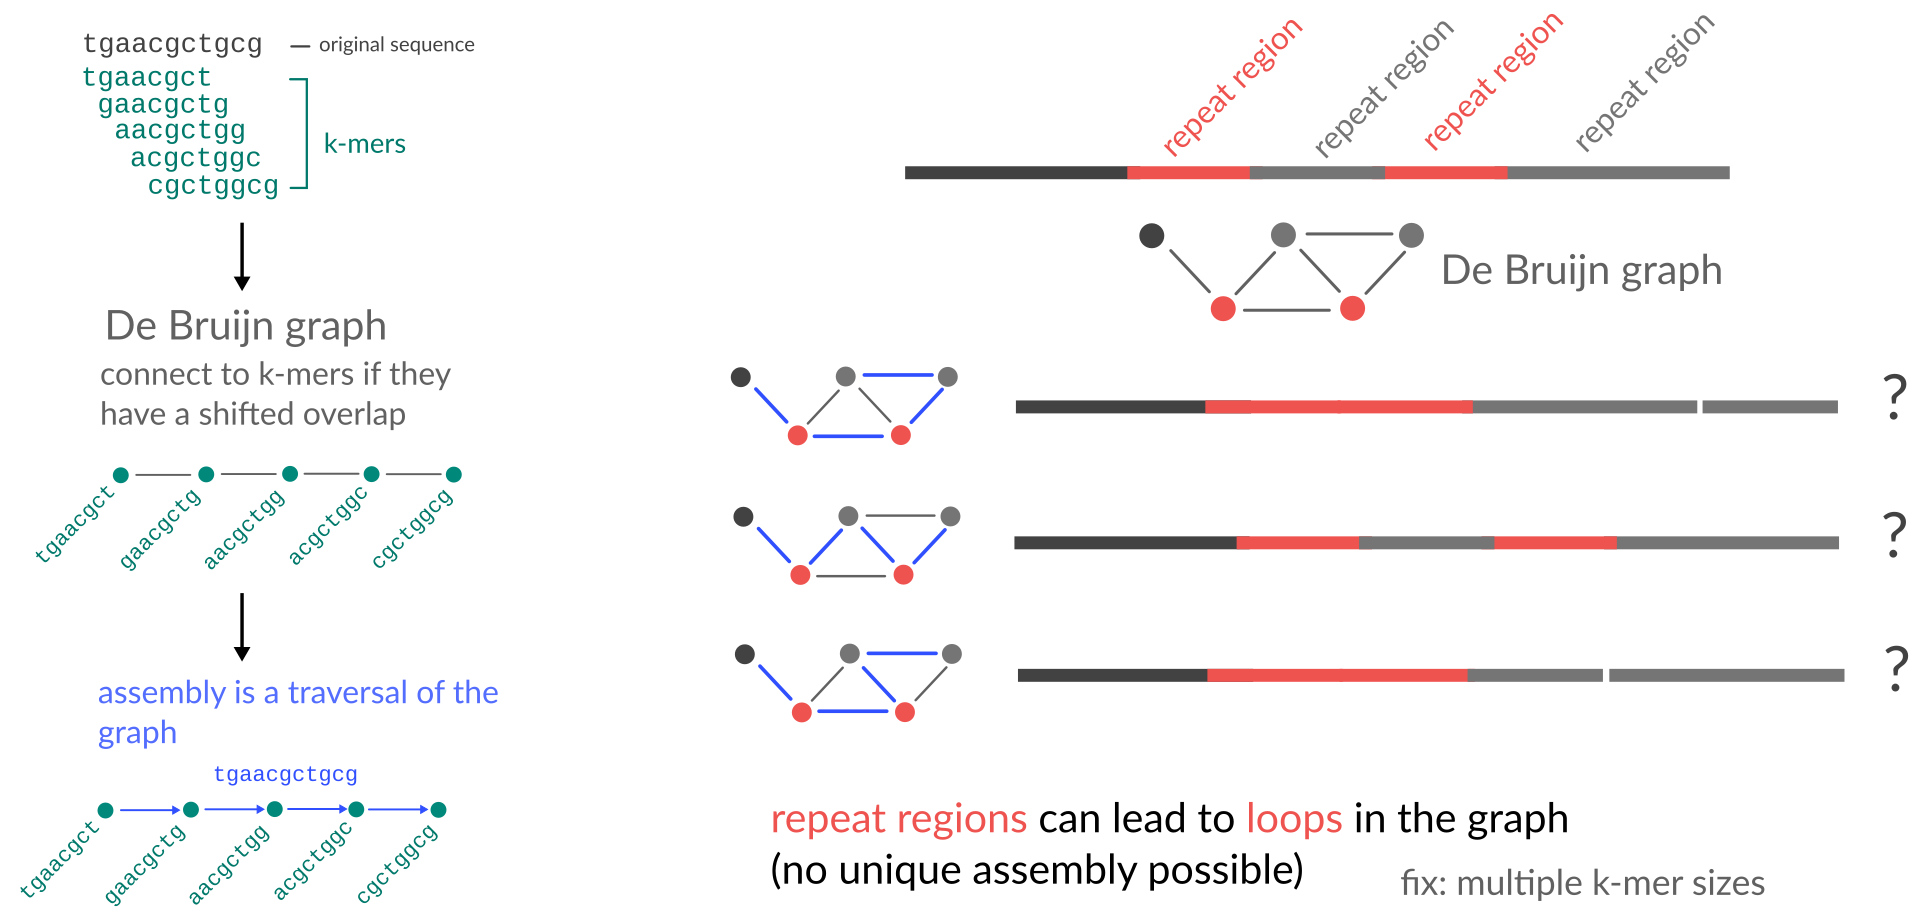 tgaacgctgcg — original sequence
tgaacgct
gaacgctg
aacgctgg
acgctggc
cgctggcg
k-mers
De Bruijn graph
connect to k-mers if they
have a shifted overlap
tgaacgct
gaacgctg
aacgctgg
acgctggc
cgctggcg
assembly is a traversal of the
graph
tgaacgctgcg
tgaacgct
gaacgctg
aacgctgg
acgctggc
cgctggcg
repeat region
repeat region
repeat region
repeat region
De Bruijn graph
?
?
?
repeat regions can lead to loops in the graph
(no unique assembly possible)
fix: multiple k-mer sizes